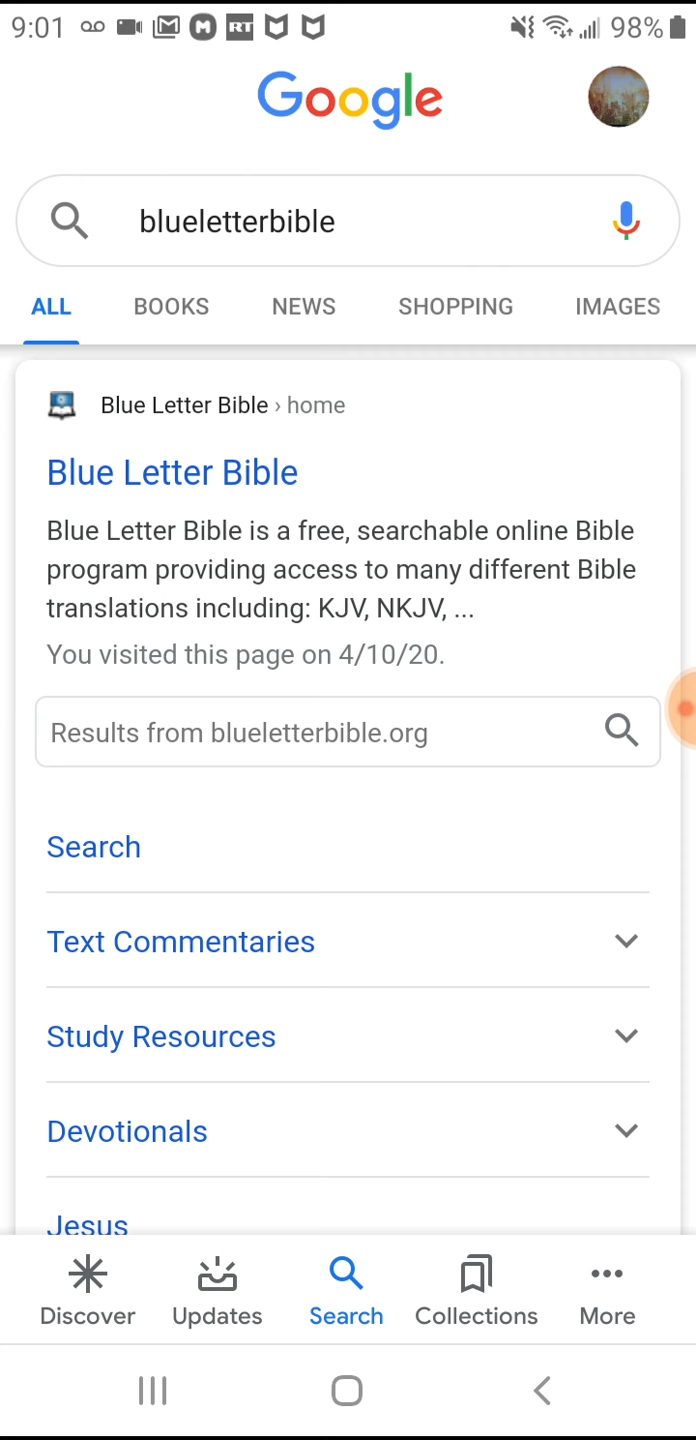 9:01 M RT 98%
Google
blueletterbible
ALL BOOKS NEWS SHOPPING IMAGES
Blue Letter Bible › home
Blue Letter Bible
Blue Letter Bible is a free, searchable online Bible
program providing access to many different Bible
translations including: KJV, NKJV, ...
You visited this page on 4/10/20.
Results from blueletterbible.org
Search
Text Commentaries
Study Resources
Devotionals
Jesus
Discover Updates Search Collections More